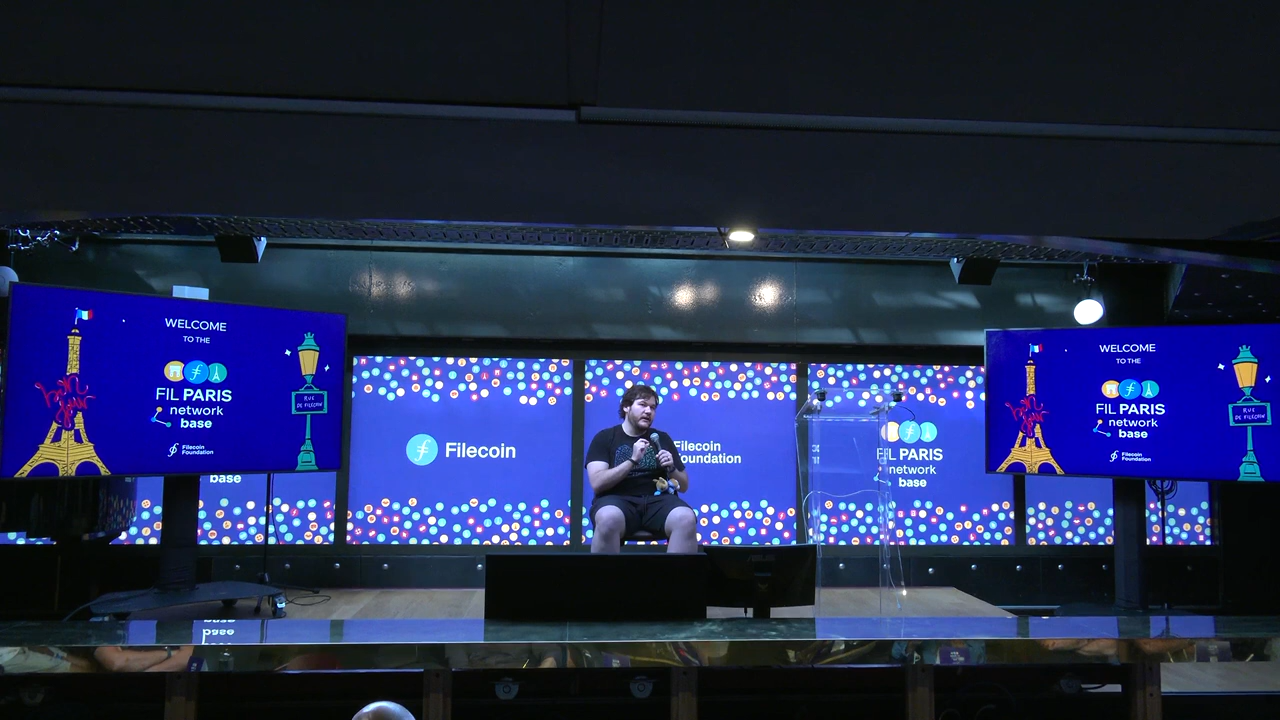 WELCOME
TO THE
FIL PARIS
network
base
Filecoin
Foundation
RUE
DE FILECOIN
base
Filecoin
Filecoin
oundation
FIL PARIS
network
base
WELCOME
TO THE
FIL PARIS
network
base
Filecoin
Foundation
RUE
DE FILECOIN